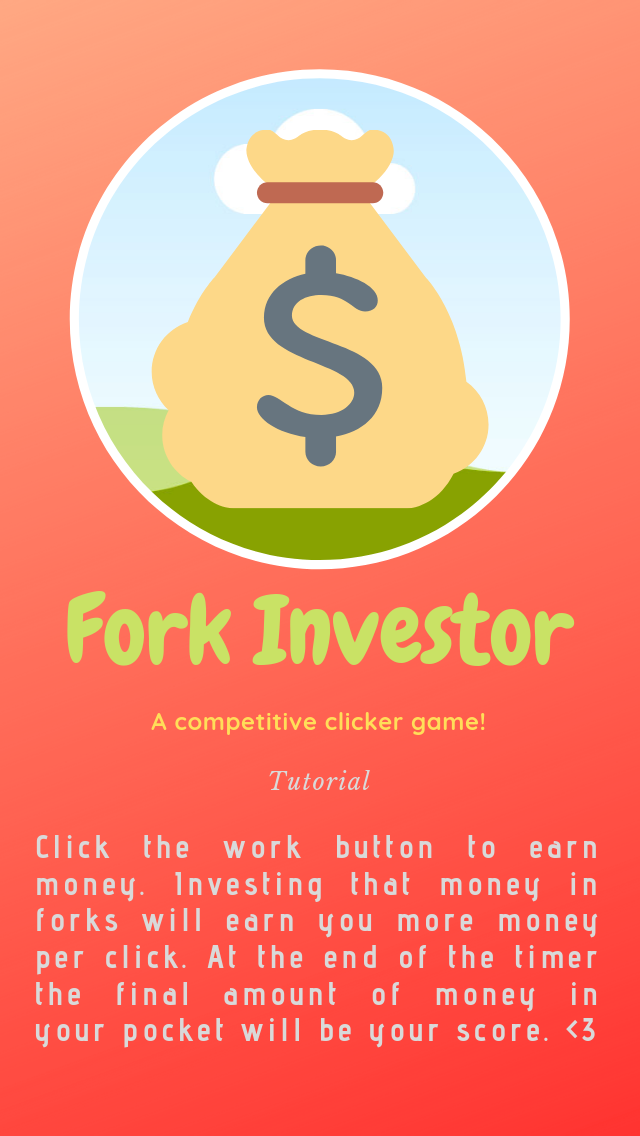 $
Fork Investor
A competitive clicker game!
Tutorial
Click the work button to earn
money. Investing that money in
forks will earn you more money
per click. At the end of the timer
the final amount of money in
your pocket will be your score. <3